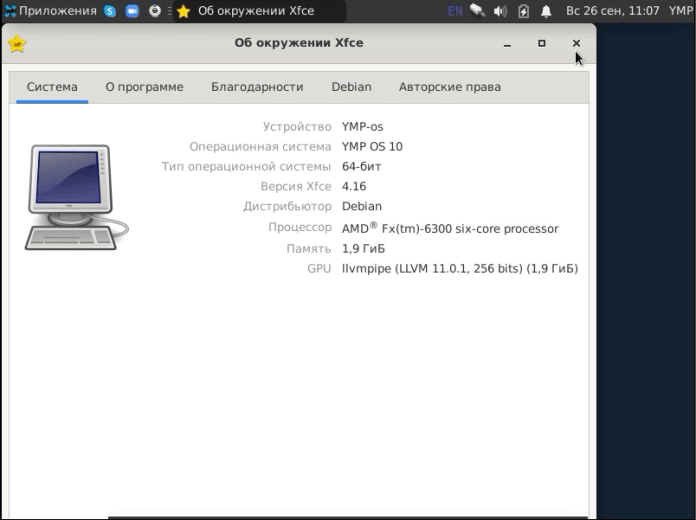 Приложения Об окружении Xfce EN Вс 26 сен, 11:07 YMP
Об окружении Xfce
Система О программе Благодарности Debian Авторские права
Устройство YMP-os
Операционная система YMP OS 10
Тип операционной системы 64-бит
Версия Xfce 4.16
Дистрибьютор Debian
Процессор AMD® Fx(tm)-6300 six-core processor
Память 1,9 ГиБ
GPU llvmpipe (LLVM 11.0.1, 256 bits) (1,9 ГиБ)